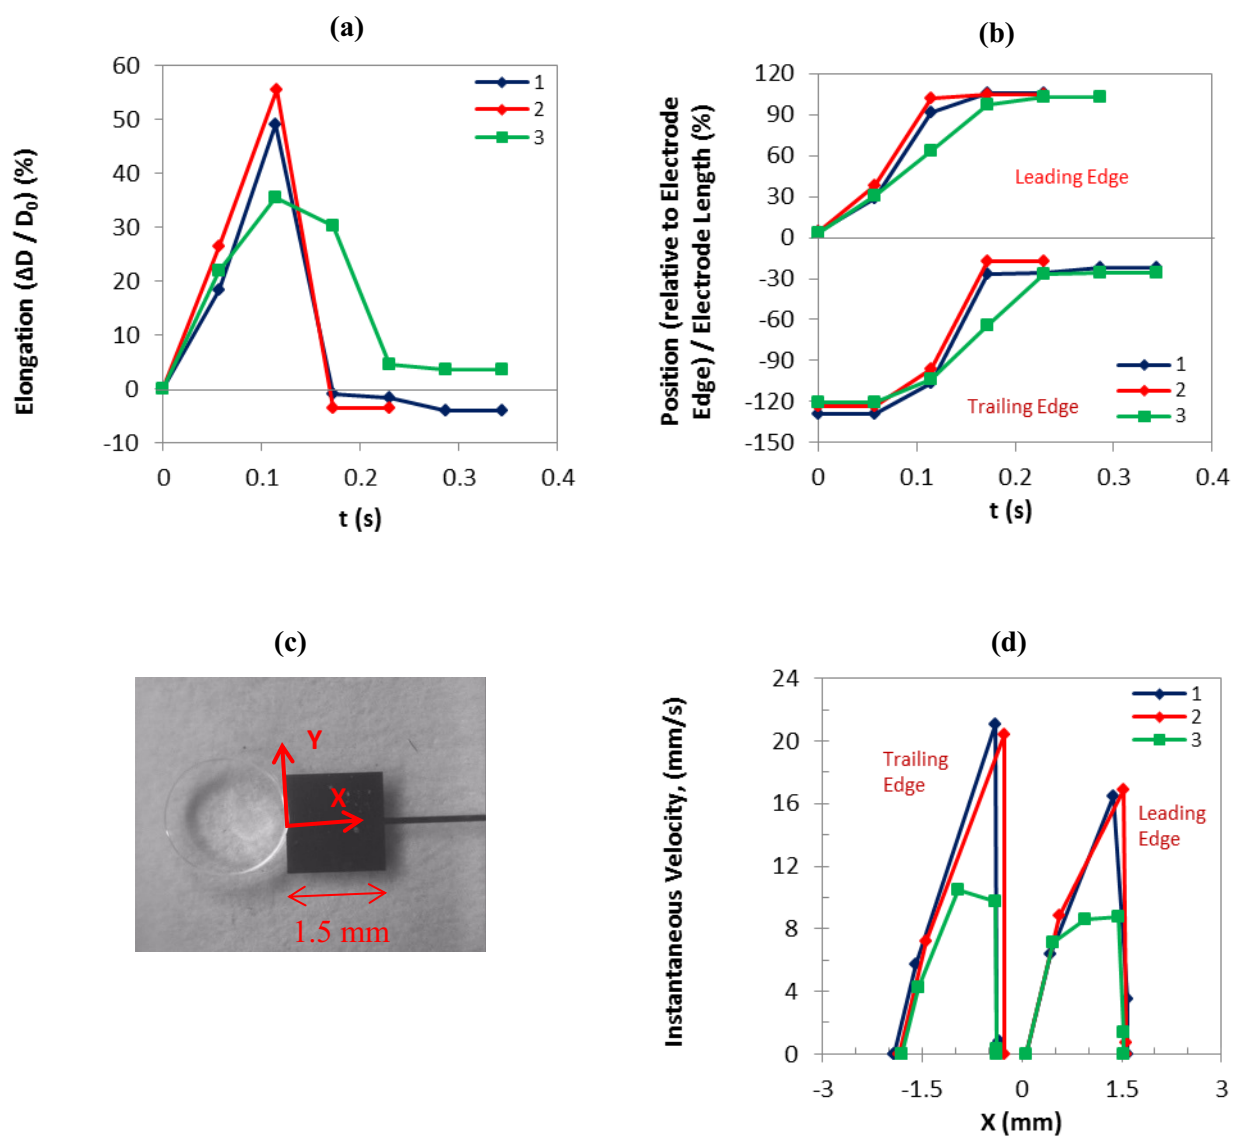 (a)
Elongation (ΔD / D₀) (%)
60
50
40
30
20
10
0
-10
0 0.1 0.2 0.3 0.4
t (s)
1
2
3
(b)
Position (relative to Electrode
Edge) / Electrode Length (%)
120
90
60
30
0
-30
-60
-90
-120
-150
0 0.1 0.2 0.3 0.4
t (s)
Leading Edge
Trailing Edge
1
2
3
(c)
Y
X
1.5 mm
(d)
Instantaneous Velocity, (mm/s)
24
20
16
12
8
4
0
-3 -1.5 0 1.5 3
X (mm)
Trailing
Edge
Leading
Edge
1
2
3